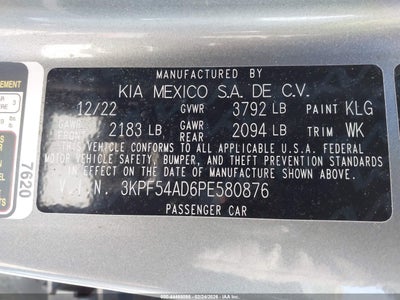 MANUFACTURED BY
KIA MEXICO S.A. DE C.V.
12/22 GVWR 3792 LB PAINT KLG
GAWR FRONT 2183 LB GAWR REAR 2094 LB TRIM WK
THIS VEHICLE CONFORMS TO ALL APPLICABLE U.S. FEDERAL
MOTOR VEHICLE SAFETY, BUMPER, AND THEFT PREVENTION STANDARDS
IN EFFECT ON THE DATE OF MANUFACTURE SHOWN ABOVE.
V.I.N. 3KPF54AD6PE580876
PASSENGER CAR
7620